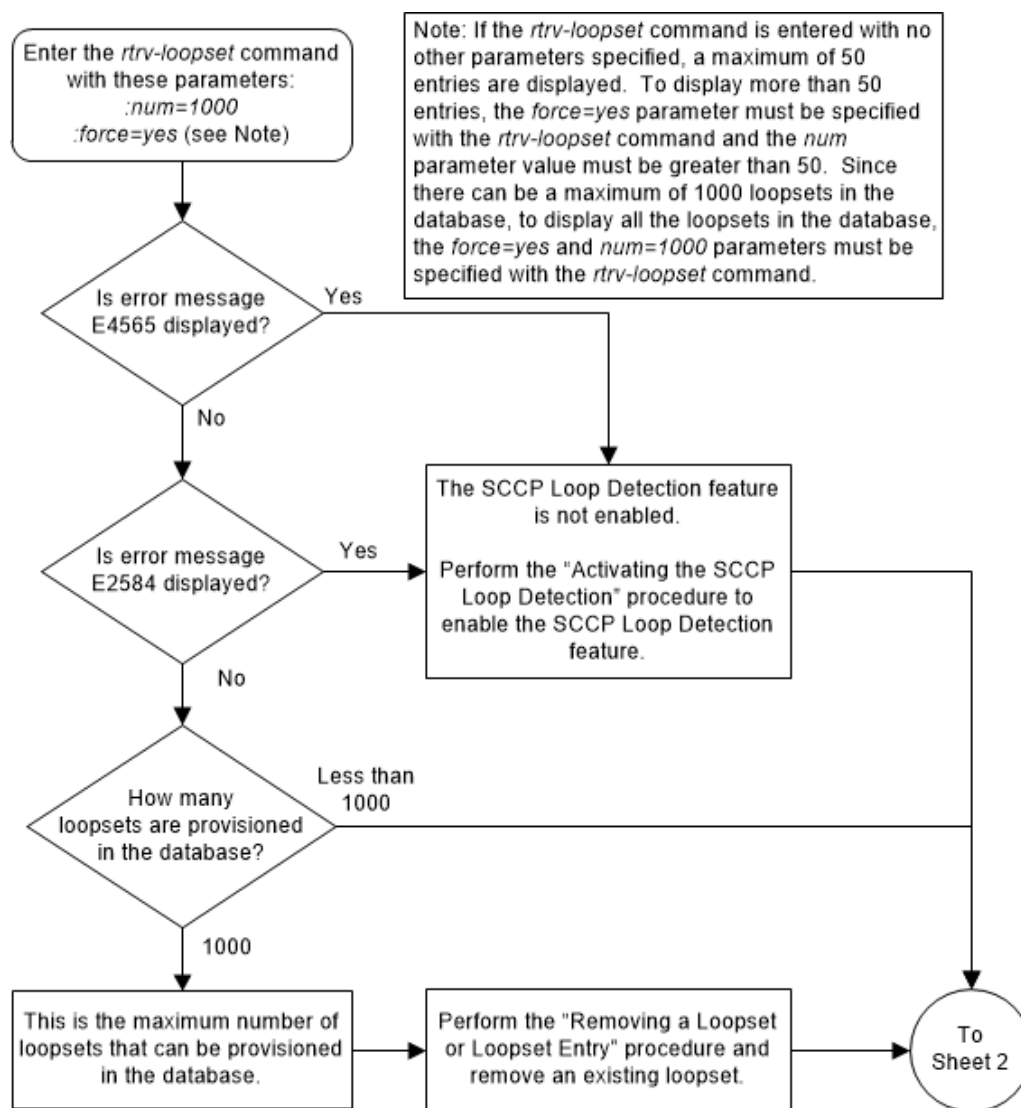 Enter the rtrv-loopset command
with these parameters:
:num=1000
:force=yes (see Note)
Note: If the rtrv-loopset command is entered with no
other parameters specified, a maximum of 50
entries are displayed. To display more than 50
entries, the force=yes parameter must be specified
with the rtrv-loopset command and the num
parameter value must be greater than 50. Since
there can be a maximum of 1000 loopsets in the
database, to display all the loopsets in the database,
the force=yes and num=1000 parameters must be
specified with the rtrv-loopset command.
Is error message
E4565 displayed?
Yes
No
The SCCP Loop Detection feature
is not enabled.
Perform the "Activating the SCCP
Loop Detection" procedure to
enable the SCCP Loop Detection
feature.
Is error message
E2584 displayed?
Yes
No
How many
loopsets are provisioned
in the database?
Less than
1000
1000
This is the maximum number of
loopsets that can be provisioned
in the database.
Perform the "Removing a Loopset
or Loopset Entry" procedure and
remove an existing loopset.
To
Sheet 2